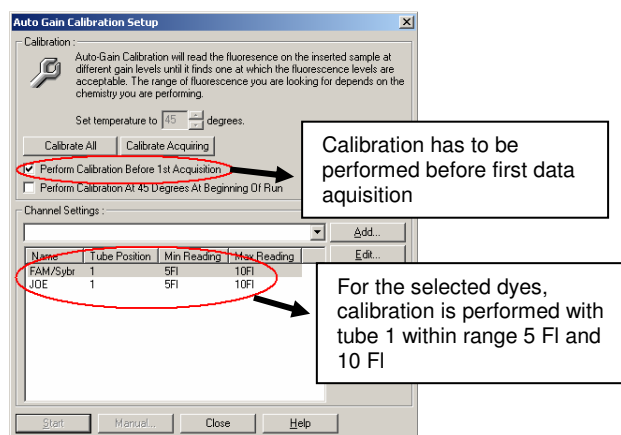 Auto Gain Calibration Setup
Calibration :
Auto-Gain Calibration will read the fluoresence on the inserted sample at
different gain levels until it finds one at which the fluorescence levels are
acceptable. The range of fluorescence you are looking for depends on the
chemistry you are performing.
Set temperature to 45 degrees.
Calibrate All Calibrate Acquiring
Perform Calibration Before 1st Acquisition
Perform Calibration At 45 Degrees At Beginning Of Run
Calibration has to be
performed before first data
aquisition
Channel Settings :
Add...
Name Tube Position Min Reading Max Reading Edit...
FAM/Sybr 1 5Fl 10Fl
JOE 1 5Fl 10Fl
For the selected dyes,
calibration is performed with
tube 1 within range 5 Fl and
10 Fl
Start Manual... Close Help